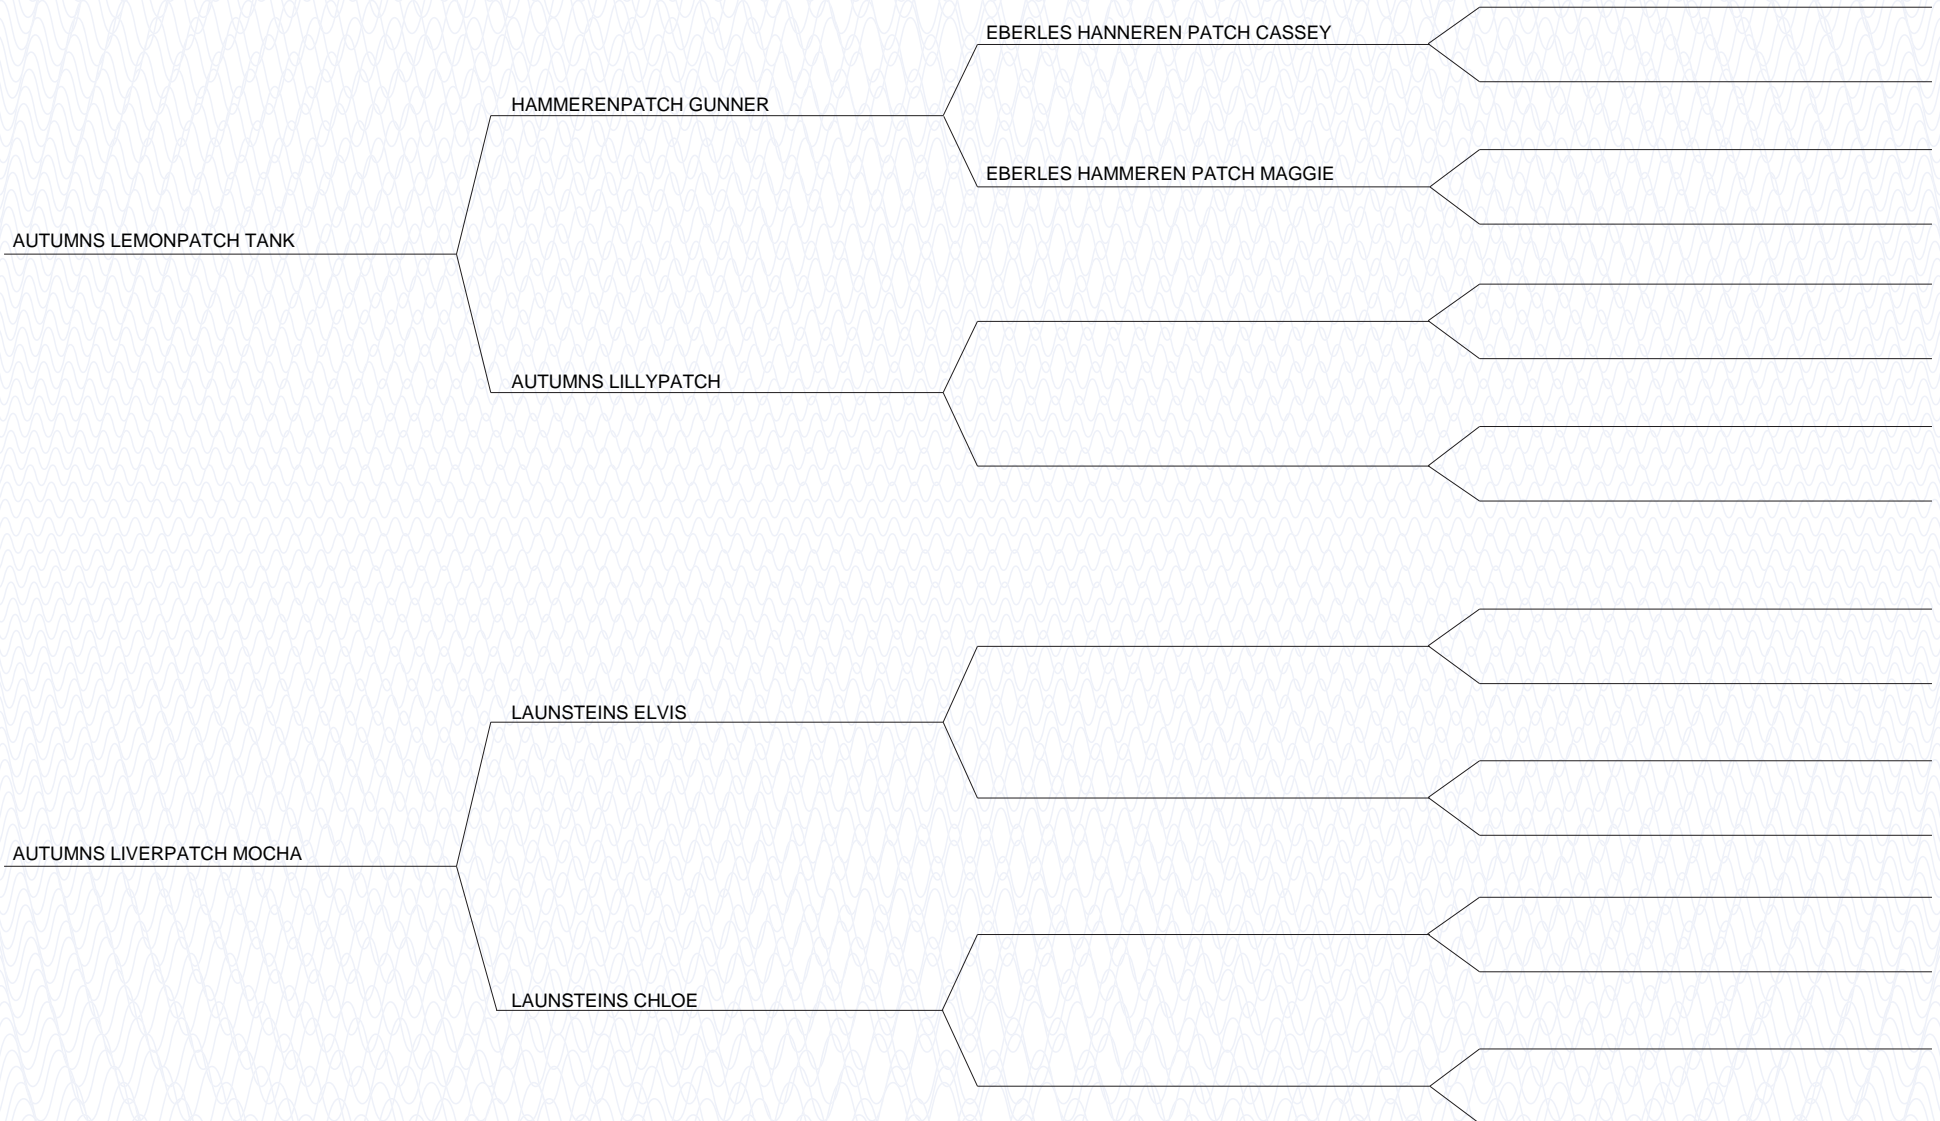 EBERLES HANNEREN PATCH CASSEY
HAMMERENPATCH GUNNER
EBERLES HAMMEREN PATCH MAGGIE
AUTUMNS LEMONPATCH TANK
AUTUMNS LILLYPATCH
LAUNSTEINS ELVIS
AUTUMNS LIVERPATCH MOCHA
LAUNSTEINS CHLOE